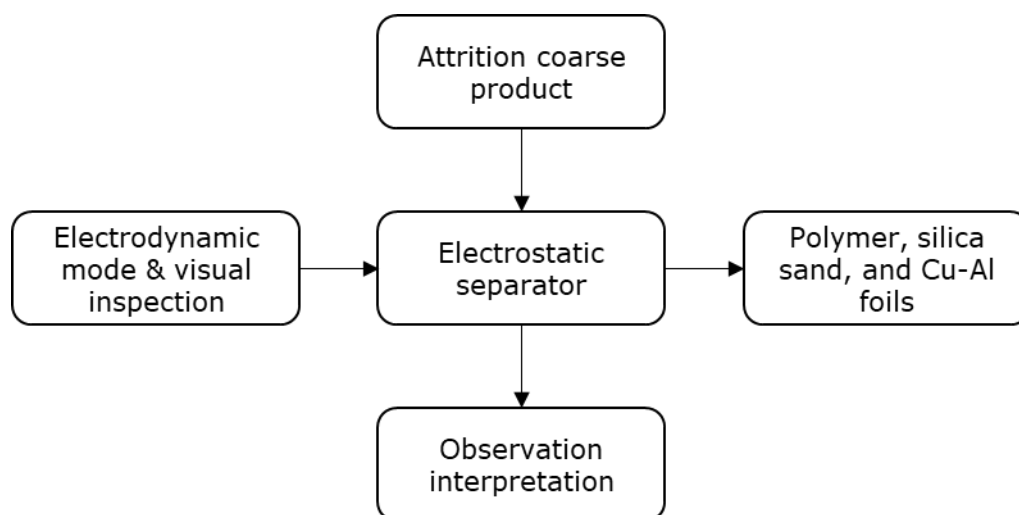 Attrition coarse
product
Electrodynamic
mode & visual
inspection
Electrostatic
separator
Polymer, silica
sand, and Cu-Al
foils
Observation
interpretation